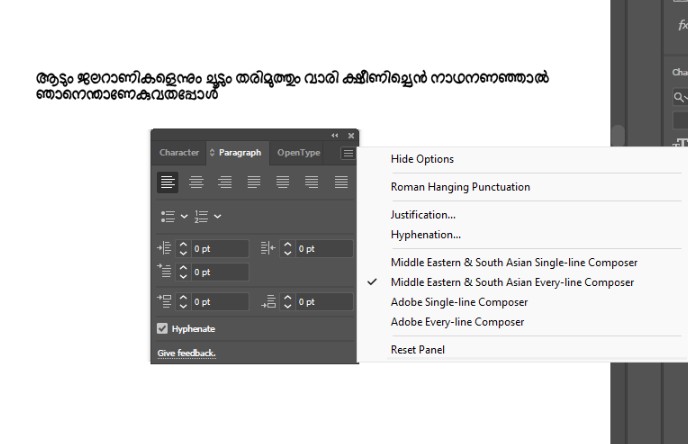 ആടും ജലറാണികളെന്നും ചൂടും തരിമുത്തും വാരി ക്ഷീണിച്ചെൻ നാഥനണഞ്ഞാൽ
ഞാനെന്താണേകുവതപ്പോൾ
Character Paragraph OpenType
0 pt 0 pt
0 pt
0 pt 0 pt
Hyphenate
Give feedback.
Hide Options
Roman Hanging Punctuation
Justification...
Hyphenation...
Middle Eastern & South Asian Single-line Composer
Middle Eastern & South Asian Every-line Composer
Adobe Single-line Composer
Adobe Every-line Composer
Reset Panel
fx
Cha